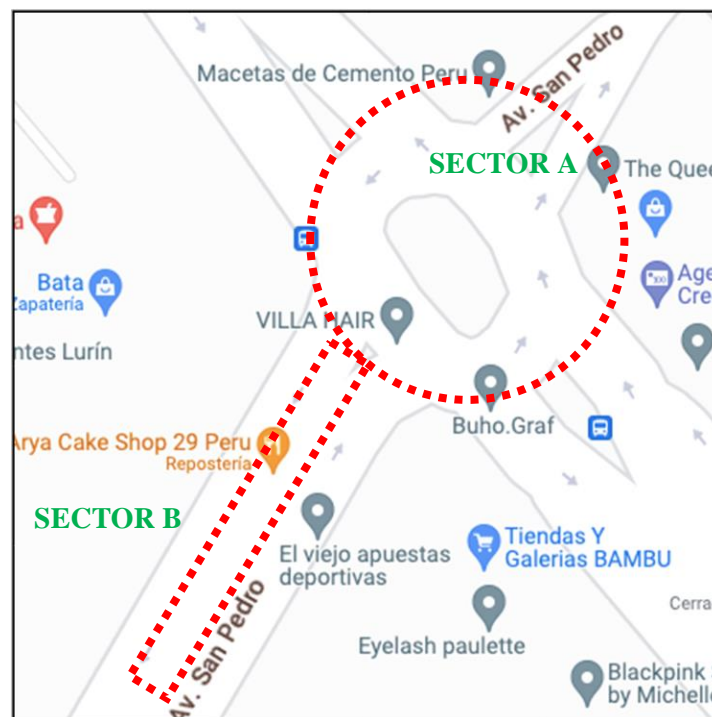 Macetas de Cemento Peru
Av. San Pedro
SECTOR A
The Quee
a
Bata
Zapatería
Age
Cre
VILLA HAIR
ntes Lurín
Buho.Graf
Arya Cake Shop 29 Peru
Repostería
SECTOR B
El viejo apuestas
deportivas
Tiendas Y
Galerias BAMBU
Cerra
Av. San Pedro
Eyelash paulette
Blackpink
by Michelle